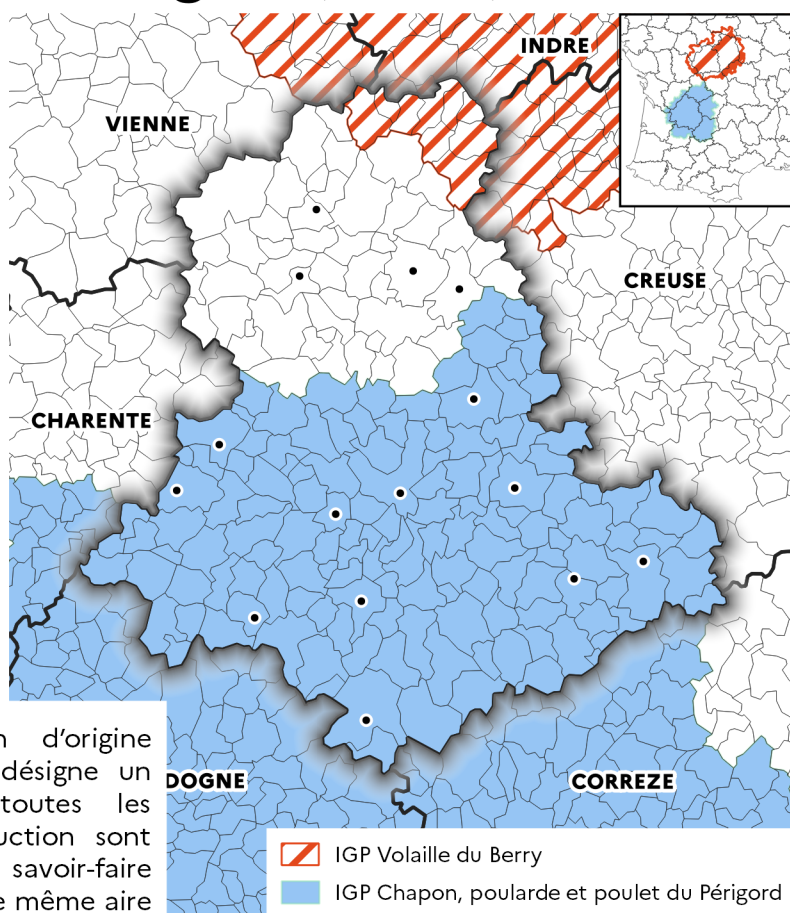 INDRE
VIENNE
CREUSE
CHARENTE
n d'origine
désigne un
toutes les
uction sont
savoir-faire
e même aire
DOGNE
CORREZE
IGP Volaille du Berry
IGP Chapon, poularde et poulet du Périgord